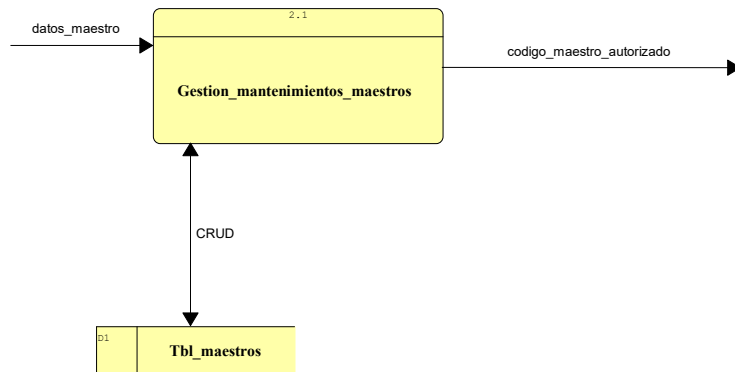 2.1
datos_maestro
codigo_maestro_autorizado
Gestion_mantenimientos_maestros
CRUD
D1
Tbl_maestros